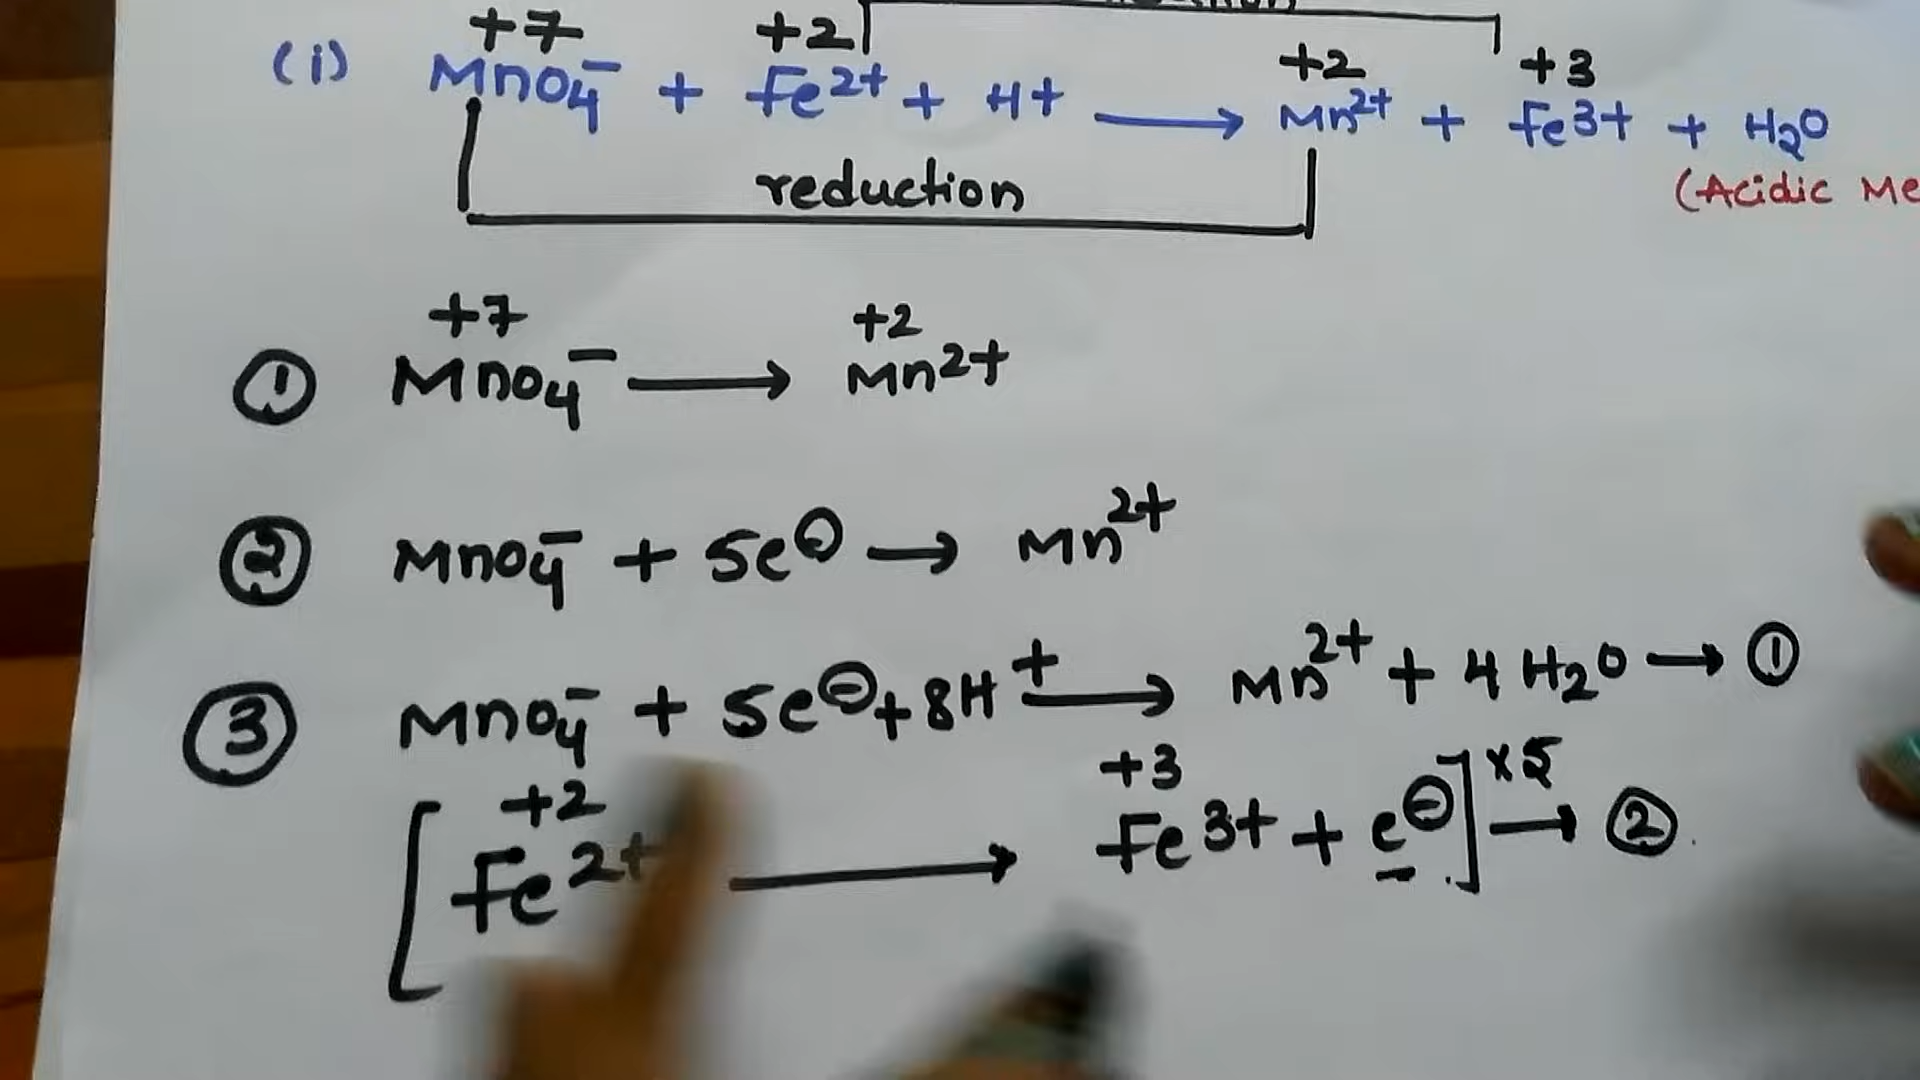 +7 +2 +2 +3
(i) MnO₄⁻ + Fe²⁺ + H+ ⟶ Mn²⁺ + Fe³⁺ + H₂O
reduction
(Acidic Me
+7 +2
① MnO₄⁻ ⟶ Mn²⁺
② MnO₄⁻ + 5e⊖ ⟶ Mn²⁺
③ MnO₄⁻ + 5e⊖ + 8H⁺ ⟶ Mn²⁺ + 4H₂O → ①
+2 +3
[Fe²⁺ ⟶ Fe³⁺ + e⊖] ×5 → ②